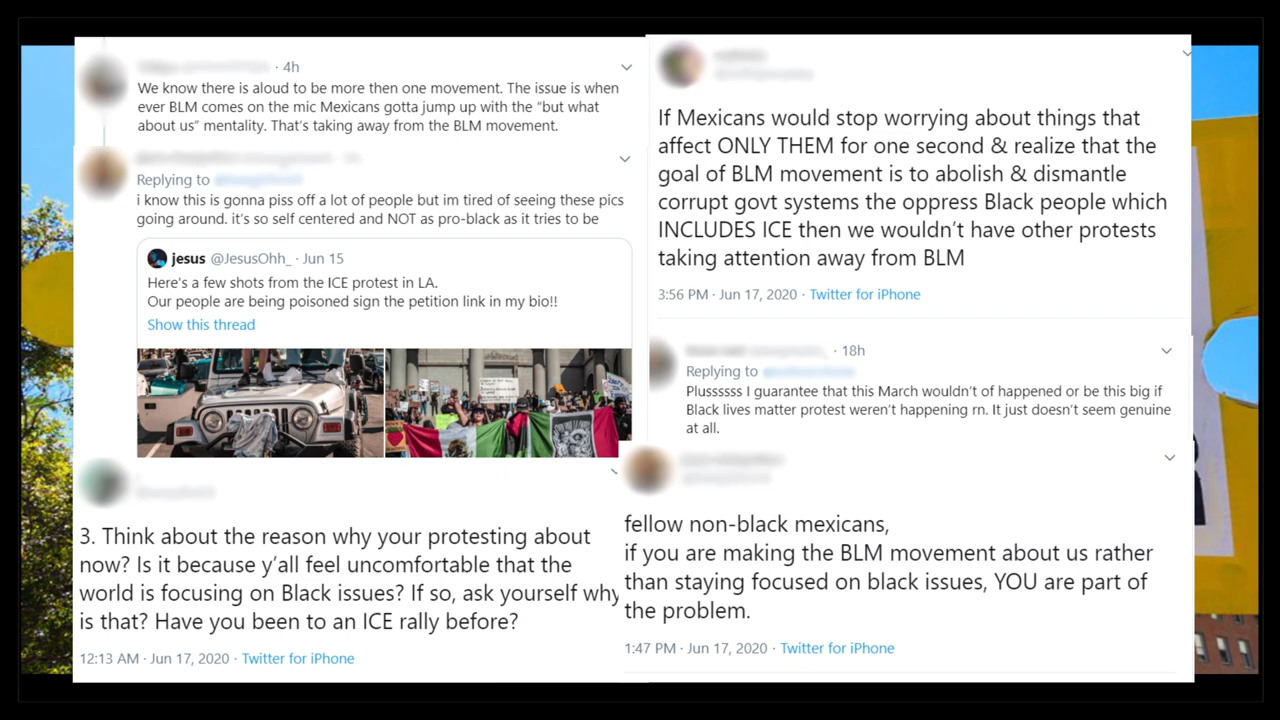 · 4h
We know there is aloud to be more then one movement. The issue is when
ever BLM comes on the mic Mexicans gotta jump up with the “but what
about us” mentality. That’s taking away from the BLM movement.
Replying to
i know this is gonna piss off a lot of people but im tired of seeing these pics
going around. it’s so self centered and NOT as pro-black as it tries to be
jesus @JesusOhh_ · Jun 15
Here's a few shots from the ICE protest in LA.
Our people are being poisoned sign the petition link in my bio!!
Show this thread
3. Think about the reason why your protesting about
now? Is it because y’all feel uncomfortable that the
world is focusing on Black issues? If so, ask yourself why
is that? Have you been to an ICE rally before?
12:13 AM · Jun 17, 2020 · Twitter for iPhone
If Mexicans would stop worrying about things that
affect ONLY THEM for one second & realize that the
goal of BLM movement is to abolish & dismantle
corrupt govt systems the oppress Black people which
INCLUDES ICE then we wouldn’t have other protests
taking attention away from BLM
3:56 PM · Jun 17, 2020 · Twitter for iPhone
· 18h
Replying to
Plussssss I guarantee that this March wouldn’t of happened or be this big if
Black lives matter protest weren’t happening rn. It just doesn’t seem genuine
at all.
fellow non-black mexicans,
if you are making the BLM movement about us rather
than staying focused on black issues, YOU are part of
the problem.
1:47 PM · Jun 17, 2020 · Twitter for iPhone